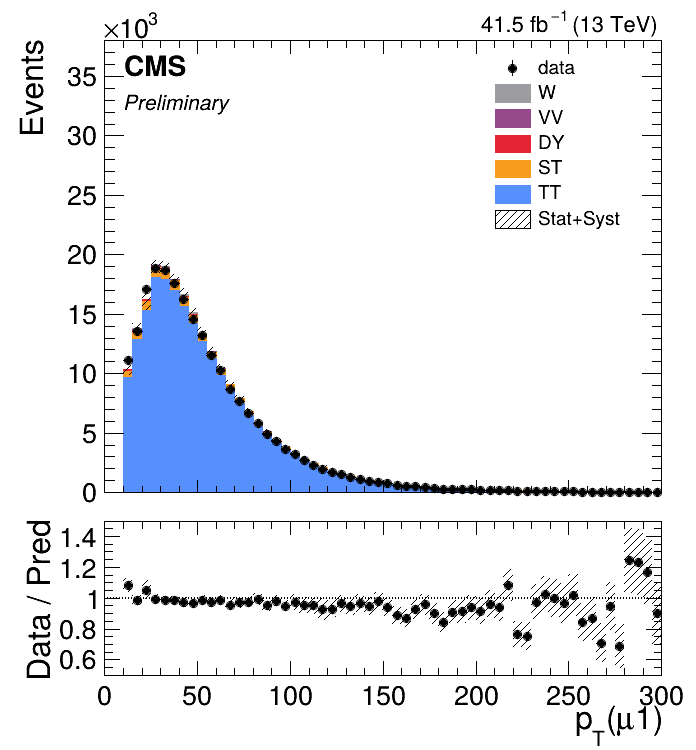 ×10³
41.5 fb⁻¹ (13 TeV)
Events
CMS
Preliminary
data
W
VV
DY
ST
TT
Stat+Syst
35
30
25
20
15
10
5
0
Data / Pred
1.4
1.2
1
0.8
0.6
0 50 100 150 200 250 300
p_T(μ1)